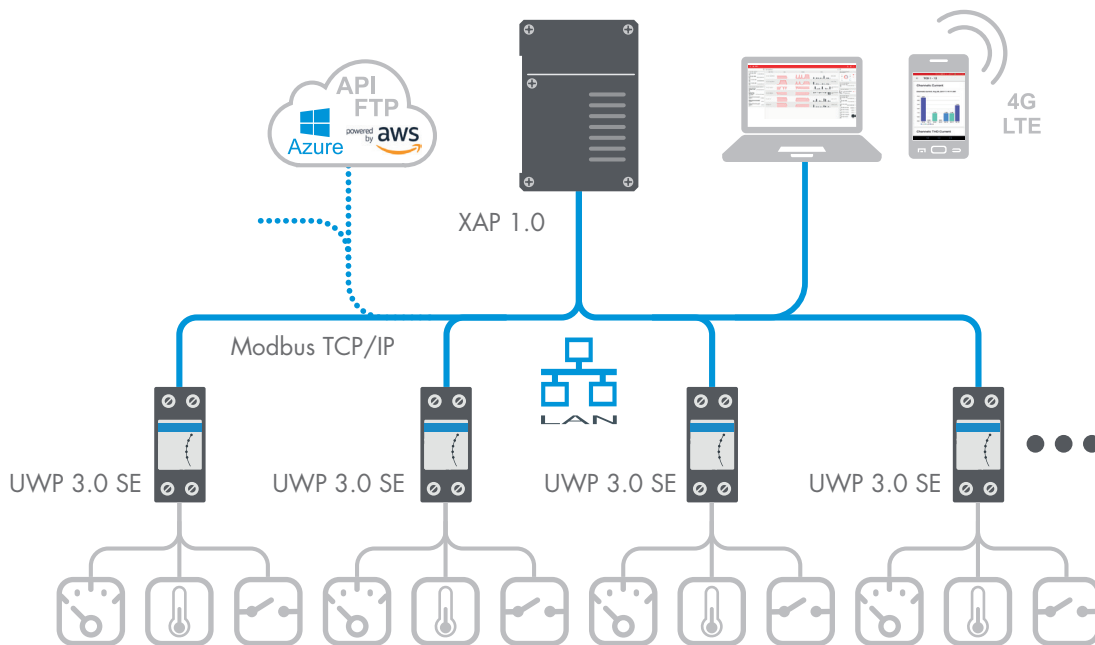 API
FTP
Azure
powered by aws
4G
LTE
XAP 1.0
Modbus TCP/IP
LAN
UWP 3.0 SE
UWP 3.0 SE
UWP 3.0 SE
UWP 3.0 SE